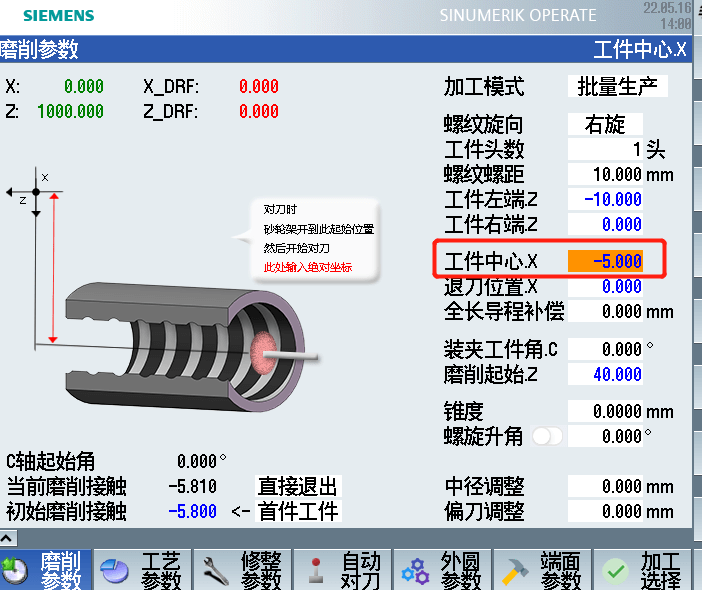 SIEMENS
SINUMERIK OPERATE
22.05.16
14:00
磨削参数
工件中心.X
X: 0.000 X_DRF: 0.000
Z: 1000.000 Z_DRF: 0.000
X
Z
对刀时
砂轮架开到此起始位置
然后开始对刀
此处输入绝对坐标
加工模式 批量生产
螺纹旋向 右旋
工件头数 1 头
螺纹螺距 10.000 mm
工件左端.Z -10.000
工件右端.Z 0.000
工件中心.X -5.000
退刀位置.X 0.000
全长导程补偿 0.000 mm
装夹工件角.C 0.000 °
磨削起始.Z 40.000
锥度 0.0000 mm
螺旋升角 0.000 °
中径调整 0.000 mm
偏刀调整 0.000 mm
C轴起始角 0.000 °
当前磨削接触 -5.810 直接退出
初始磨削接触 -5.800 <- 首件工件
磨削参数
工艺参数
修整参数
自动对刀
外圆参数
端面参数
加工选择